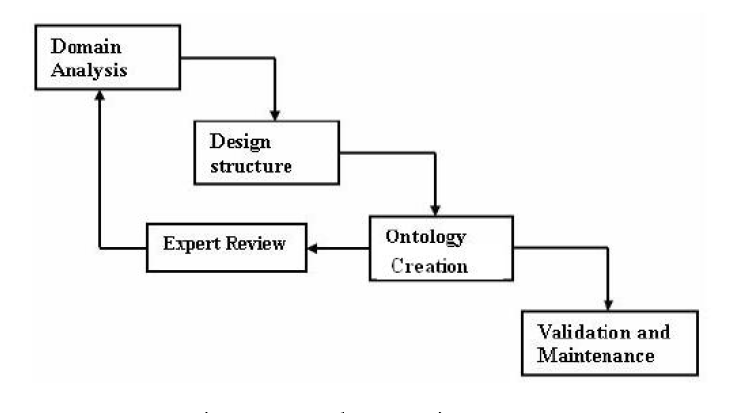 Domain
Analysis
Design
structure
Expert Review
Ontology
Creation
Validation and
Maintenance